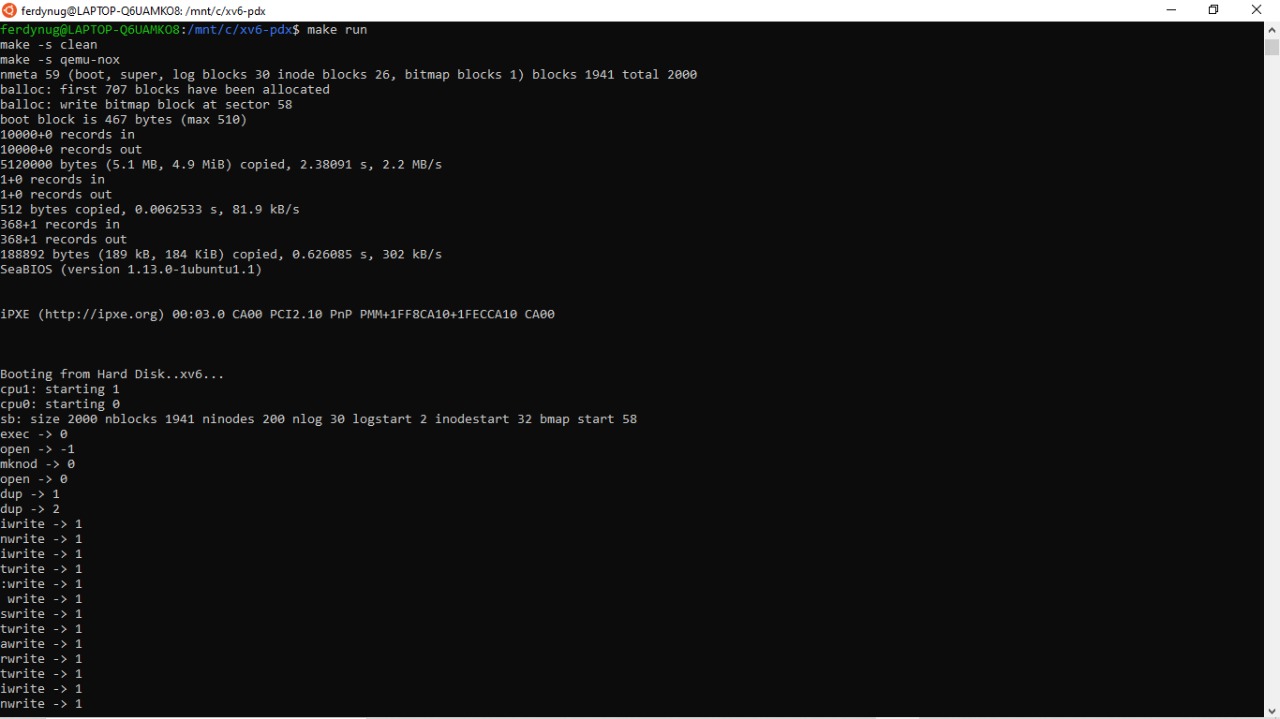 ferdynug@LAPTOP-Q6UAMKO8: /mnt/c/xv6-pdx
ferdynug@LAPTOP-Q6UAMKO8:/mnt/c/xv6-pdx$ make run
make -s clean
make -s qemu-nox
nmeta 59 (boot, super, log blocks 30 inode blocks 26, bitmap blocks 1) blocks 1941 total 2000
balloc: first 707 blocks have been allocated
balloc: write bitmap block at sector 58
boot block is 467 bytes (max 510)
10000+0 records in
10000+0 records out
5120000 bytes (5.1 MB, 4.9 MiB) copied, 2.38091 s, 2.2 MB/s
1+0 records in
1+0 records out
512 bytes copied, 0.0062533 s, 81.9 kB/s
368+1 records in
368+1 records out
188892 bytes (189 kB, 184 KiB) copied, 0.626085 s, 302 kB/s
SeaBIOS (version 1.13.0-1ubuntu1.1)
iPXE (http://ipxe.org) 00:03.0 CA00 PCI2.10 PnP PMM+1FF8CA10+1FECCA10 CA00
Booting from Hard Disk..xv6...
cpu1: starting 1
cpu0: starting 0
sb: size 2000 nblocks 1941 ninodes 200 nlog 30 logstart 2 inodestart 32 bmap start 58
exec -> 0
open -> -1
mknod -> 0
open -> 0
dup -> 1
dup -> 2
iwrite -> 1
nwrite -> 1
iwrite -> 1
twrite -> 1
:write -> 1
 write -> 1
swrite -> 1
twrite -> 1
awrite -> 1
rwrite -> 1
twrite -> 1
iwrite -> 1
nwrite -> 1